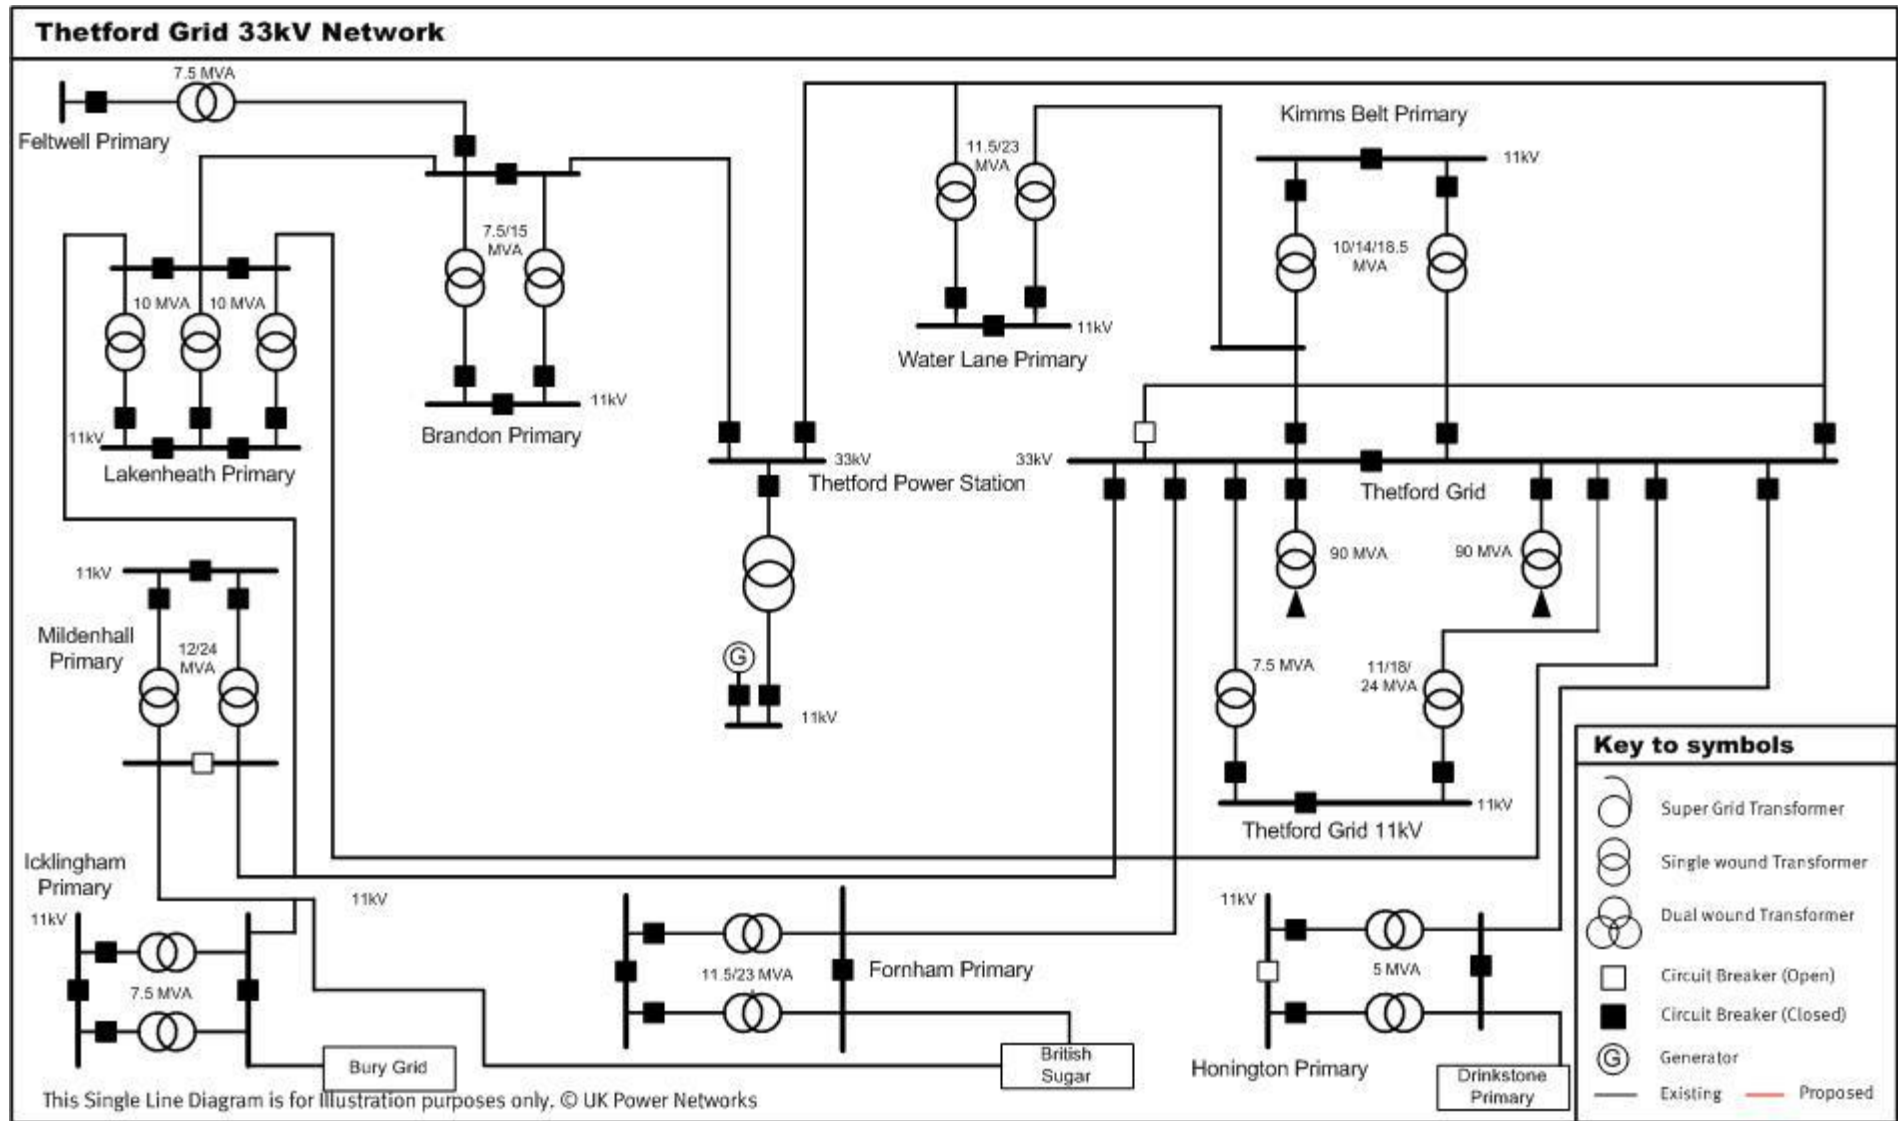 Thetford Grid 33kV Network
7.5 MVA
Feltwell Primary
Kimms Belt Primary
11.5/23
MVA
11kV
7.5/15
MVA
10/14/18.5
MVA
10 MVA
10 MVA
11kV
Water Lane Primary
11kV
Brandon Primary
11kV
Lakenheath Primary
33kV
Thetford Power Station
33kV
Thetford Grid
90 MVA
90 MVA
11kV
Mildenhall
Primary
12/24
MVA
G
11kV
7.5 MVA
11/18/
24 MVA
11kV
Thetford Grid 11kV
Icklingham
Primary
11kV
11kV
7.5 MVA
Bury Grid
11.5/23 MVA
Fornham Primary
British
Sugar
11kV
5 MVA
Honington Primary
Drinkstone
Primary
Key to symbols
Super Grid Transformer
Single wound Transformer
Dual wound Transformer
Circuit Breaker (Open)
Circuit Breaker (Closed)
G
Generator
Existing
Proposed
This Single Line Diagram is for Illustration purposes only. © UK Power Networks